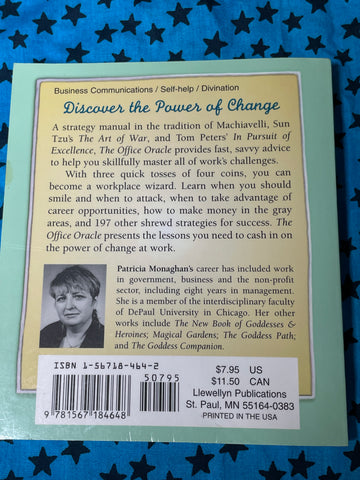 Business Communications / Self-help / Divination
Discover the Power of Change
A strategy manual in the tradition of Machiavelli, Sun
Tzu's The Art of War, and Tom Peters' In Pursuit of
Excellence, The Office Oracle provides fast, savvy advice
to help you skillfully master all of work's challenges.
With three quick tosses of four coins, you can
become a workplace wizard. Learn when you should
smile and when to attack, when to take advantage of
career opportunities, how to make money in the gray
areas, and 197 other shrewd strategies for success. The
Office Oracle presents the lessons you need to cash in on
the power of change at work.
Patricia Monaghan's career has included work
in government, business and the non-profit
sector, including eight years in management.
She is a member of the interdisciplinary faculty
of DePaul University in Chicago. Her other
works include The New Book of Goddesses &
Heroines; Magical Gardens; The Goddess Path;
and The Goddess Companion.
ISBN 1-56718-464-2
50795
9 781567 184648
$7.95 US
$11.50 CAN
Llewellyn Publications
St. Paul, MN 55164-0383
PRINTED IN THE USA